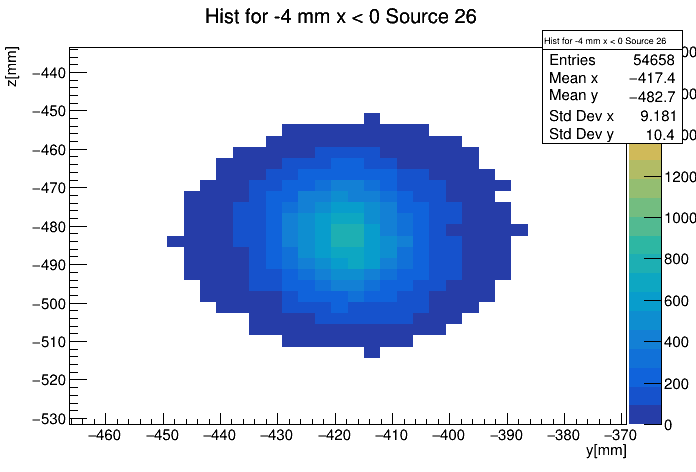 Hist for -4 mm x < 0 Source 26
z[mm]
Hist for -4 mm x < 0 Source 26
Entries 54658
Mean x −417.4
Mean y −482.7
Std Dev x 9.181
Std Dev y 10.4
−440
−450
−460
−470
−480
−490
−500
−510
−520
−530
1200
1000
800
600
400
200
0
−460 −450 −440 −430 −420 −410 −400 −390 −380 −370
y[mm]